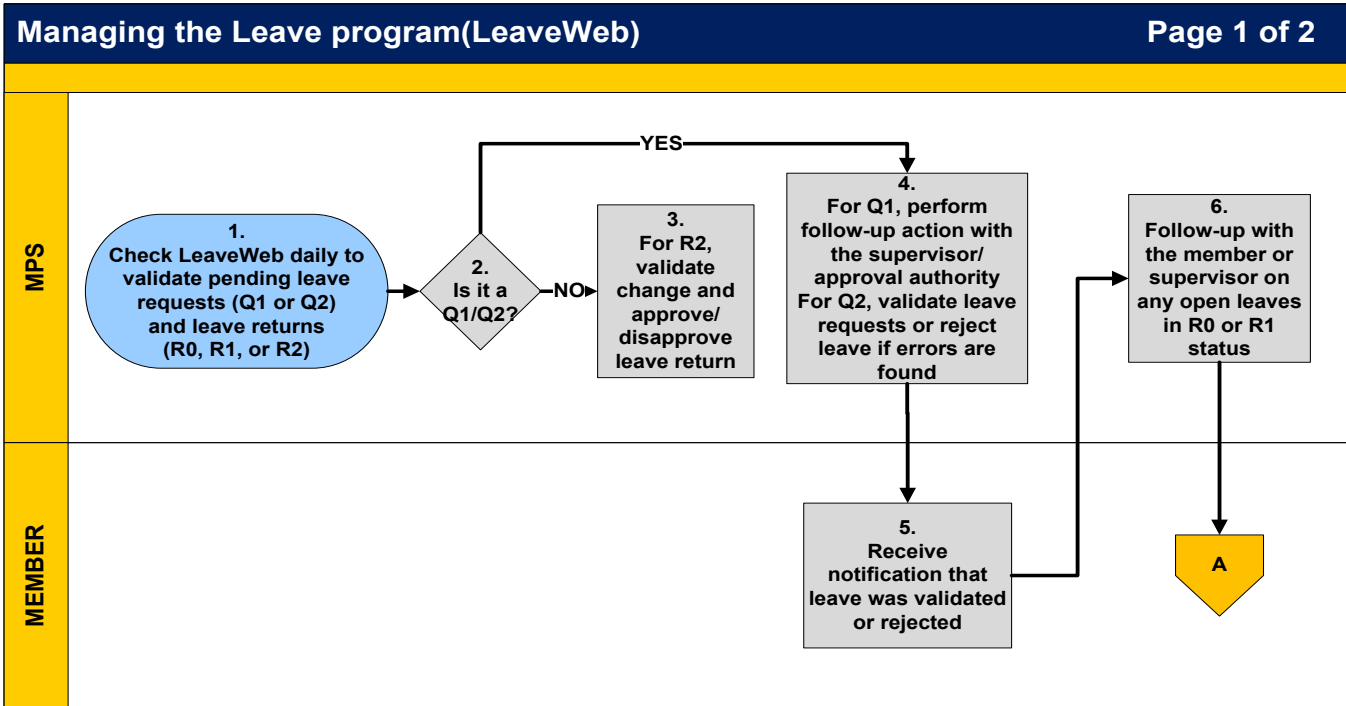 Managing the Leave program(LeaveWeb)
Page 1 of 2
MPS
1.
Check LeaveWeb daily to
validate pending leave
requests (Q1 or Q2)
and leave returns
(R0, R1, or R2)
2.
Is it a
Q1/Q2?
YES
NO
3.
For R2,
validate
change and
approve/
disapprove
leave return
4.
For Q1, perform
follow-up action with
the supervisor/
approval authority
For Q2, validate leave
requests or reject
leave if errors are
found
6.
Follow-up with
the member or
supervisor on
any open leaves
in R0 or R1
status
MEMBER
5.
Receive
notification that
leave was validated
or rejected
A